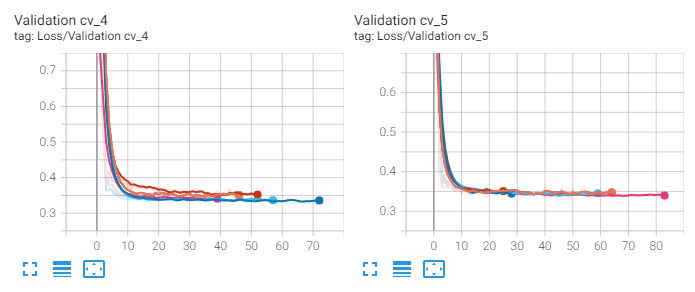 Validation cv_4
tag: Loss/Validation cv_4
0.7
0.6
0.5
0.4
0.3
0 10 20 30 40 50 60 70
Validation cv_5
tag: Loss/Validation cv_5
0.6
0.5
0.4
0.3
0 10 20 30 40 50 60 70 80